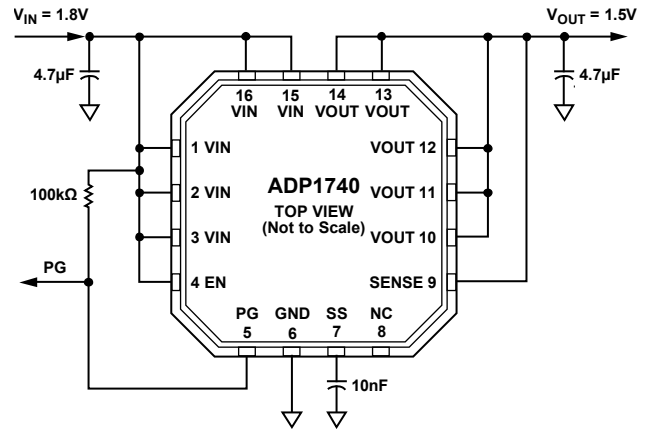 VIN = 1.8V
VOUT = 1.5V
4.7µF
4.7µF
16 15 14 13
VIN VIN VOUT VOUT
1 VIN
VOUT 12
100kΩ
2 VIN
ADP1740
VOUT 11
TOP VIEW
(Not to Scale)
3 VIN
VOUT 10
PG
4 EN
SENSE 9
PG GND SS NC
5 6 7 8
10nF